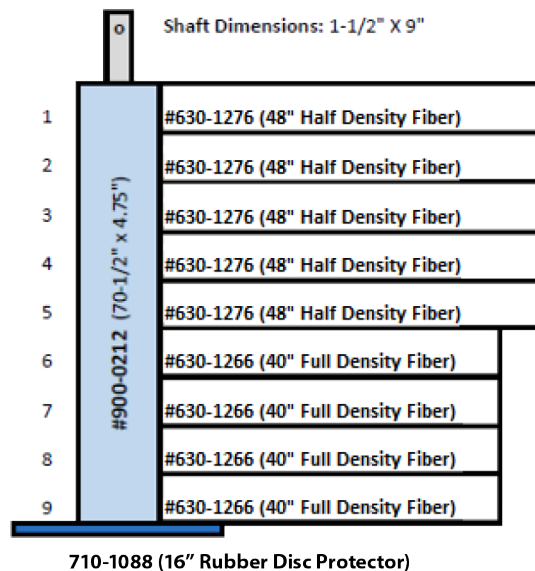 Shaft Dimensions: 1-1/2" X 9"
1 #630-1276 (48" Half Density Fiber)
2 #630-1276 (48" Half Density Fiber)
3 #630-1276 (48" Half Density Fiber)
4 #630-1276 (48" Half Density Fiber)
5 #630-1276 (48" Half Density Fiber)
6 #630-1266 (40" Full Density Fiber)
7 #630-1266 (40" Full Density Fiber)
8 #630-1266 (40" Full Density Fiber)
9 #630-1266 (40" Full Density Fiber)
#900-0212 (70-1/2" x 4.75")
710-1088 (16” Rubber Disc Protector)